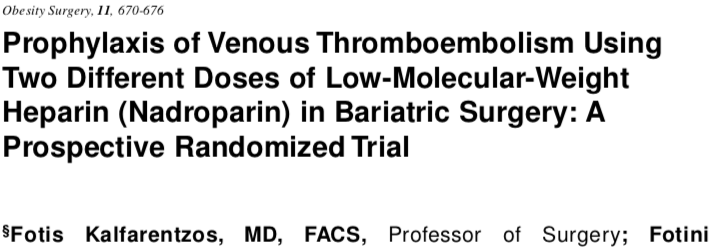 Obesity Surgery, 11, 670-676
Prophylaxis of Venous Thromboembolism Using
Two Different Doses of Low-Molecular-Weight
Heparin (Nadroparin) in Bariatric Surgery: A
Prospective Randomized Trial
§Fotis Kalfarentzos, MD, FACS, Professor of Surgery; Fotini